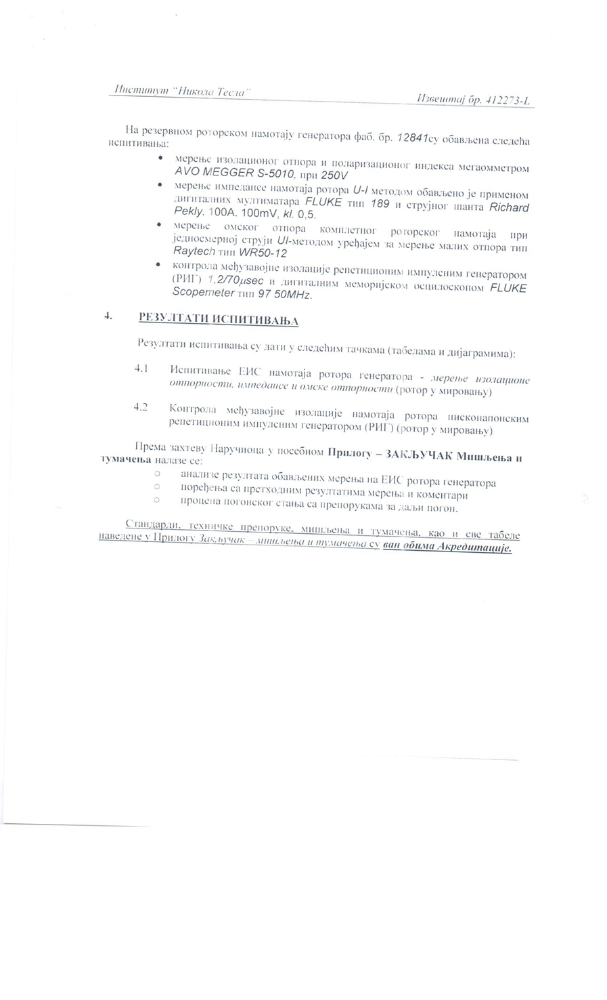 Институт "Никола Тесла"
Извештај бр. 412273-L
На резервном роторском намотају генератора фаб. бр. 12841су обављена следећа
испитивања:
• мерење изолационог отпора и поларизационог индекса мегаомметром
AVO MEGGER S-5010, при 250V
• мерење импедансе намотаја ротора U-I методом обављено је применом
дигиталних мултиматара FLUKE тип 189 и струјног шанта Richard
Pekly. 100A. 100mV, kl. 0,5.
• мерење омског отпора комплетног роторског намотаја при
једносмерној струји UI-методом уређајем за мерење малих отпора тип
Raytech тип WR50-12
• контрола међузавојне изолације репетиционим импулсним генератором
(РИГ) 1,2/70μsec и дигиталним меморијском осцилоскопом FLUKE
Scopemeter тип 97 50MHz.
4. РЕЗУЛТАТИ ИСПИТИВАЊА
Резултати испитивања су дати у следећим тачкама (табелама и дијаграмима):
4.1 Испитивање ЕИС намотаја ротора генератора - мерење изолационе
отпорности, импедансе и омске отпорности (ротор у мировању)
4.2 Контрола међузавојне изолације намотаја ротора нисконапонским
репетиционим импулсним генератором (РИГ) (ротор у мировању)
Према захтеву Наручиоца у посебном Прилогу – ЗАКЉУЧАК Мишљења и
тумачења налазе се:
○ анализе резултата обављених мерења на ЕИС ротора генератора
○ поређења са претходним резултатима мерења и коментари
○ процена погонског стања са препорукама за даљи погон.
Стандарди, техничке препоруке, мишљења и тумачења, као и све табеле
наведене у Прилогу Закључак – мишљења и тумачења су ван обима Акредитације.